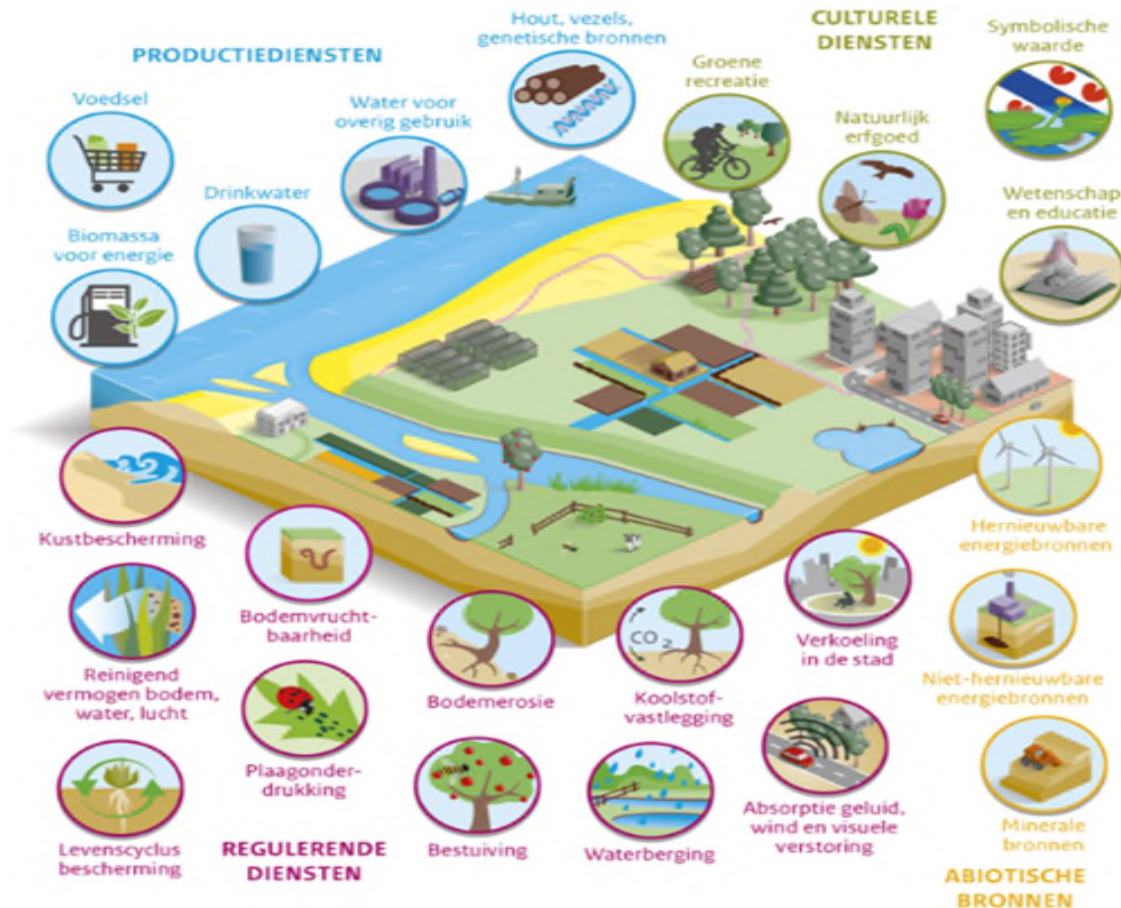 PRODUCTIEDIENSTEN
Voedsel
Drinkwater
Biomassa
voor energie
Water voor
overig gebruik
Hout, vezels,
genetische bronnen
CULTURELE
DIENSTEN
Groene
recreatie
Natuurlijk
erfgoed
Symbolische
waarde
Wetenschap
en educatie
Kustbescherming
Reinigend
vermogen bodem,
water, lucht
Levenscyclus
bescherming
Bodemvrucht-
baarheid
Plaagonder-
drukking
REGULERENDE
DIENSTEN
Bodemerosie
Bestuiving
CO2
Koolstof-
vastlegging
Waterberging
Verkoeling
in de stad
Absorptie geluid,
wind en visuele
verstoring
Hernieuwbare
energiebronnen
Niet-hernieuwbare
energiebronnen
Minerale
bronnen
ABIOTISCHE
BRONNEN